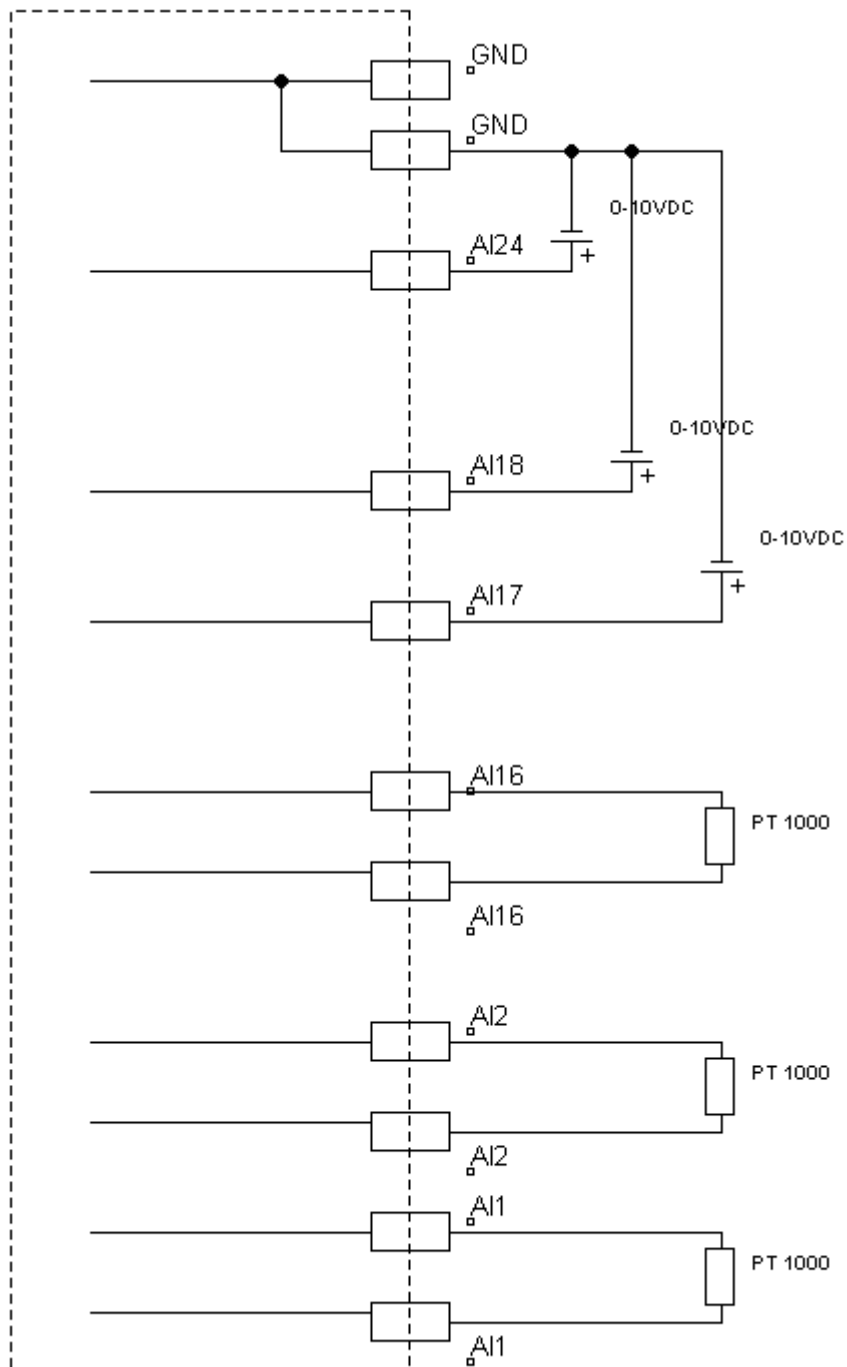 GND
GND
0-10VDC
AI24
+
0-10VDC
AI18
+
0-10VDC
AI17
+
AI16
PT 1000
AI16
AI2
PT 1000
AI2
AI1
PT 1000
AI1